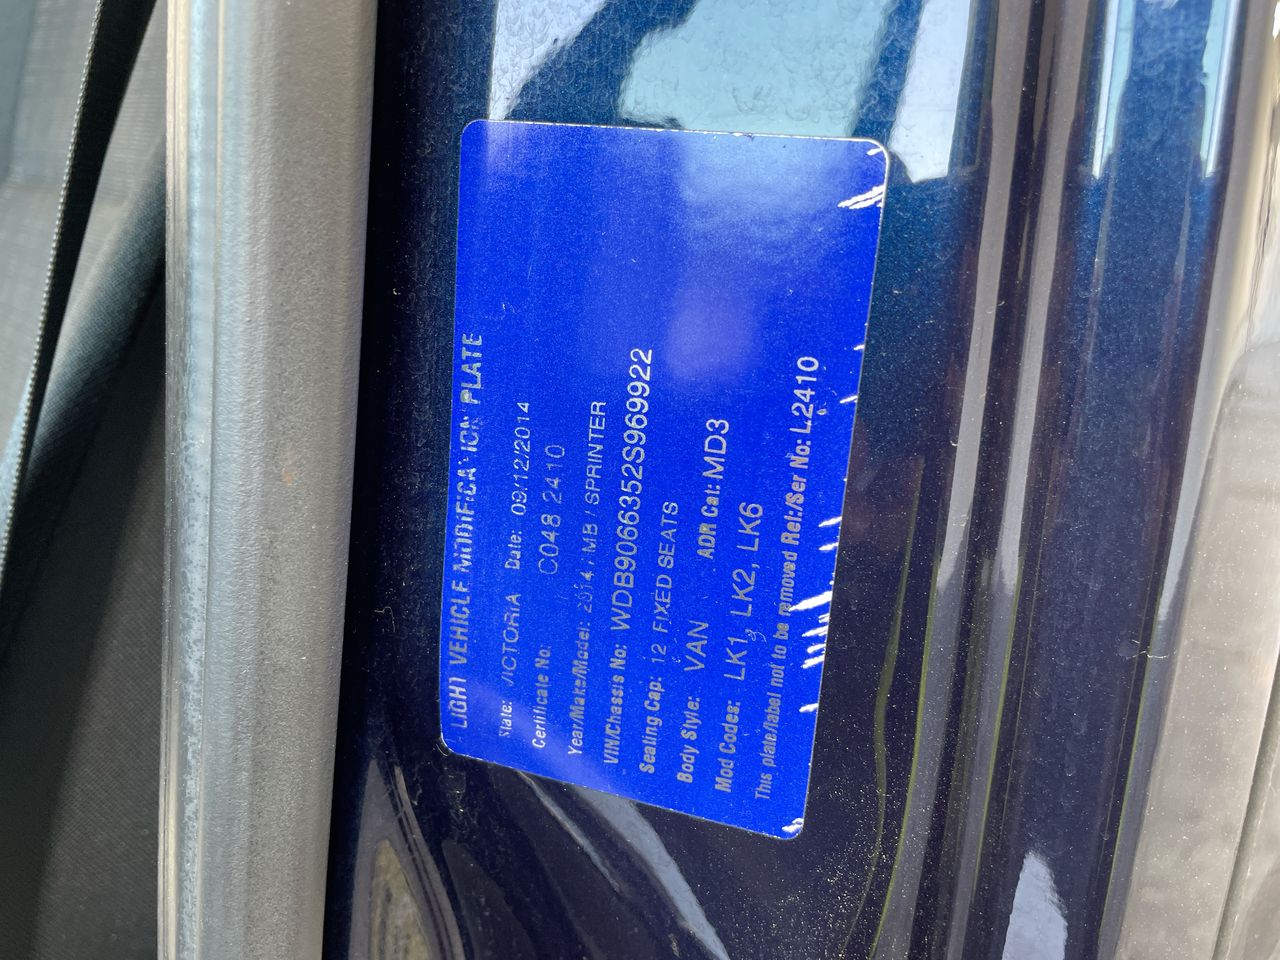 LIGHT VEHICLE MODIFICATION PLATE
State: VICTORIA Date: 09/12/2014
Certificate No. C048 2410
Year/Make/Model: 2014 / MB / SPRINTER
VIN/Chassis No: WDB9066352S969922
Seating Cap: 12 FIXED SEATS
Body Style: VAN ADR Cat: MD3
Mod Codes: LK1, LK2, LK6
This plate/label not to be removed Rel:/Ser No: L2410